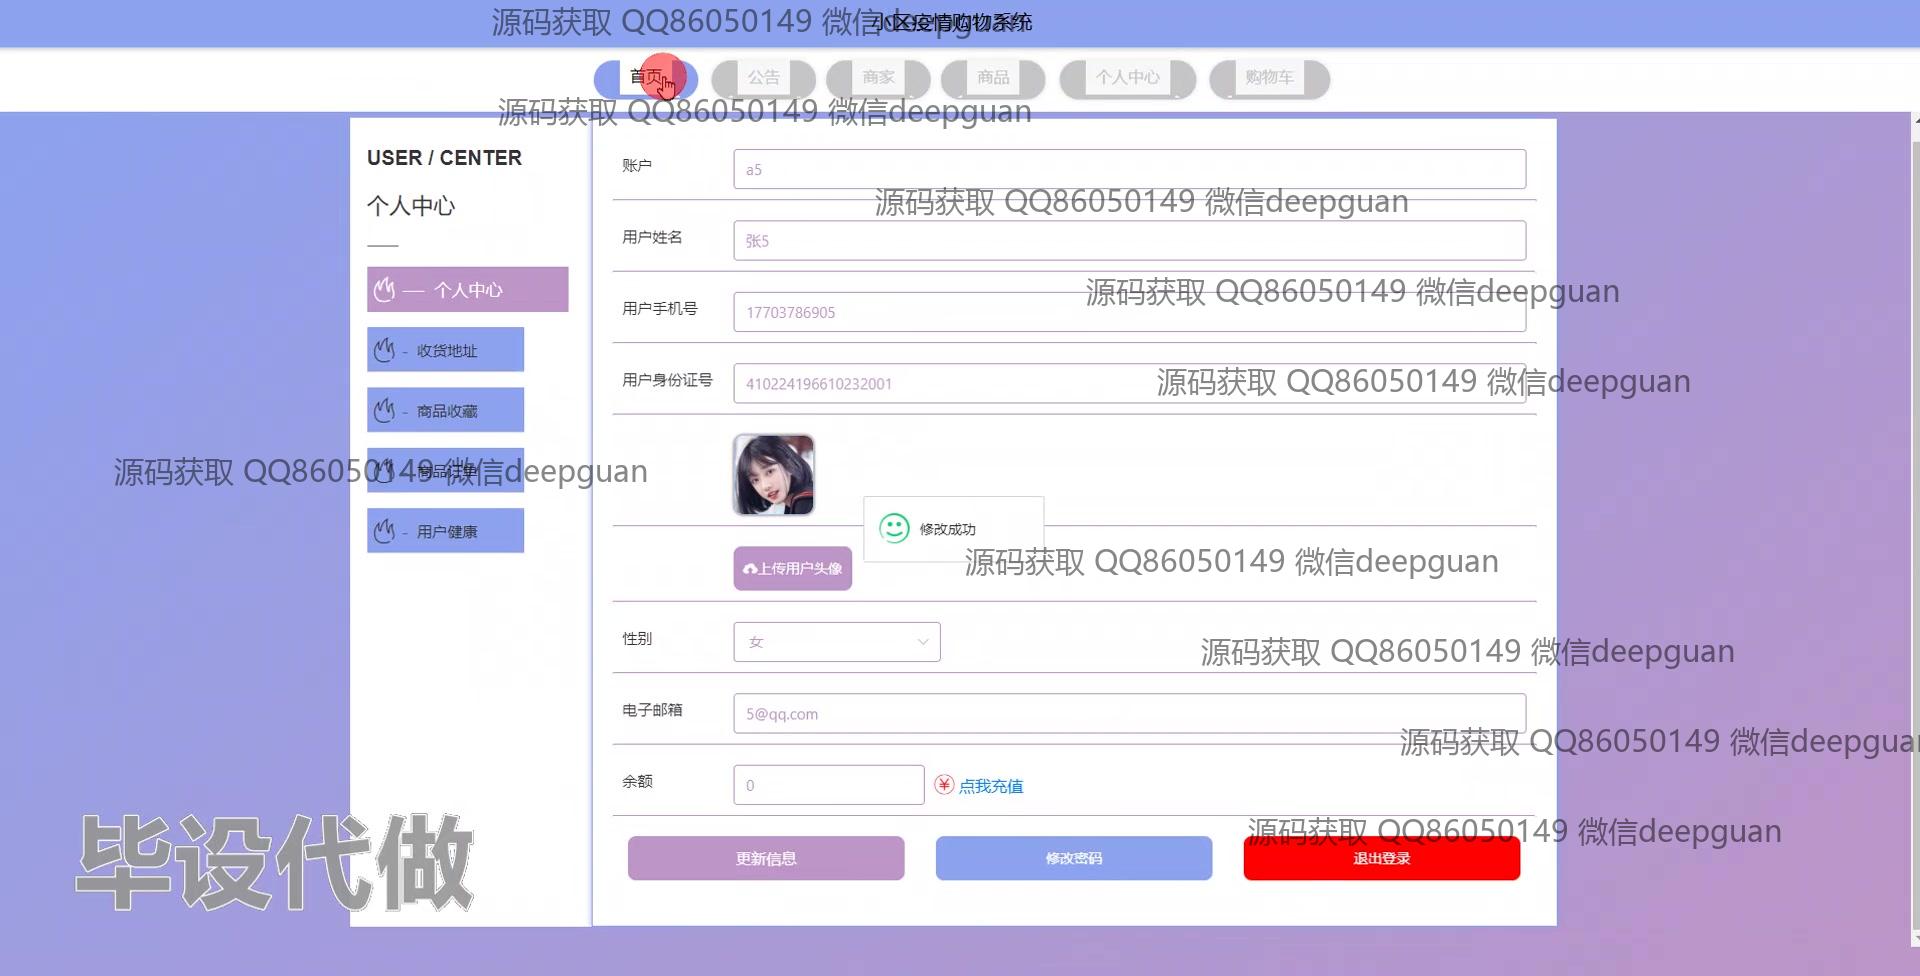 小区疫情购物系统
源码获取 QQ86050149 微信deepguan
首页 公告 商家 商品 个人中心 购物车
源码获取 QQ86050149 微信deepguan
USER / CENTER
个人中心
个人中心
收货地址
商品收藏
商品订单
用户健康
账户 a5
源码获取 QQ86050149 微信deepguan
用户姓名 张5
源码获取 QQ86050149 微信deepguan
用户手机号 17703786905
用户身份证号 410224196610232001
源码获取 QQ86050149 微信deepguan
源码获取 QQ86050149 微信deepguan
修改成功
上传用户头像
源码获取 QQ86050149 微信deepguan
性别 女
源码获取 QQ86050149 微信deepguan
电子邮箱 5@qq.com
源码获取 QQ86050149 微信deepguan
余额 0 ¥ 点我充值
源码获取 QQ86050149 微信deepguan
更新信息 修改密码 退出登录
毕设代做